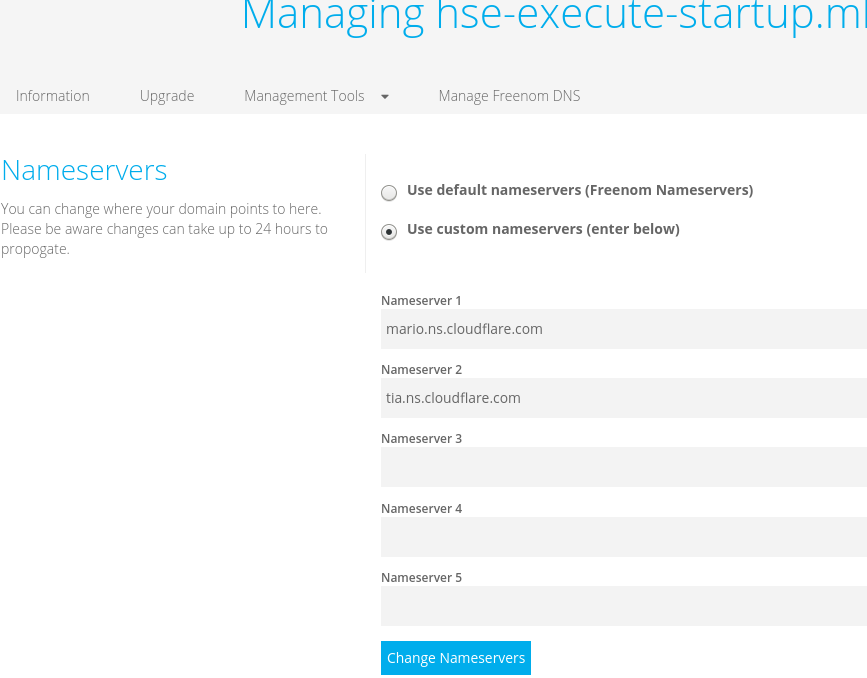 Managing hse-execute-startup.ml
Information Upgrade Management Tools Manage Freenom DNS
Nameservers
You can change where your domain points to here.
Please be aware changes can take up to 24 hours to
propogate.
Use default nameservers (Freenom Nameservers)
Use custom nameservers (enter below)
Nameserver 1
mario.ns.cloudflare.com
Nameserver 2
tia.ns.cloudflare.com
Nameserver 3
Nameserver 4
Nameserver 5
Change Nameservers